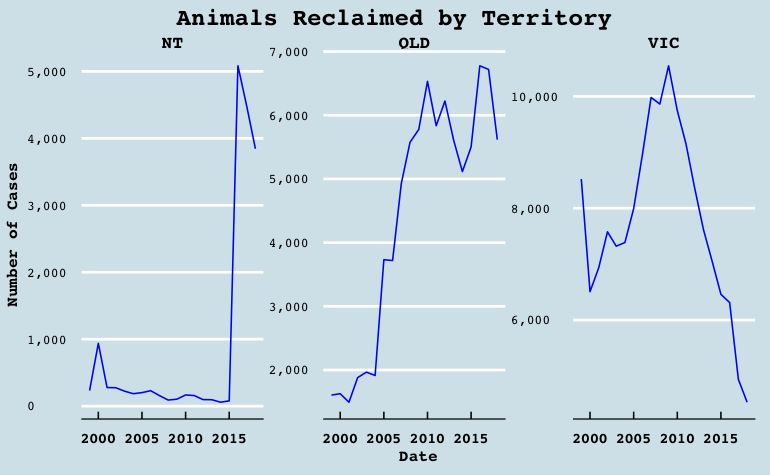 Animals Reclaimed by Territory
NT
QLD
VIC
Number of Cases
5,000
4,000
3,000
2,000
1,000
0
7,000
6,000
5,000
4,000
3,000
2,000
10,000
8,000
6,000
2000 2005 2010 2015
2000 2005 2010 2015
2000 2005 2010 2015
Date